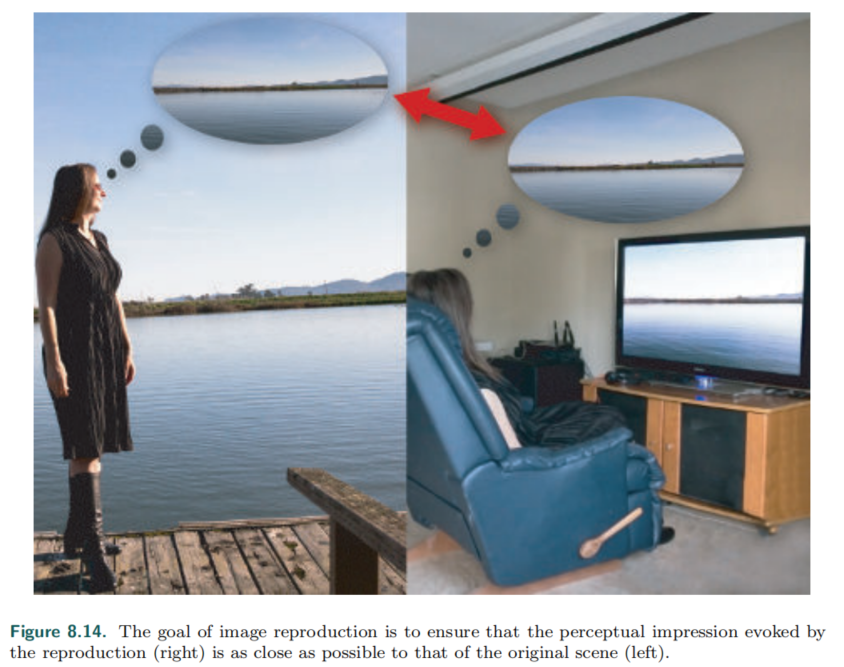 Figure 8.14. The goal of image reproduction is to ensure that the perceptual impression evoked by
the reproduction (right) is as close as possible to that of the original scene (left).